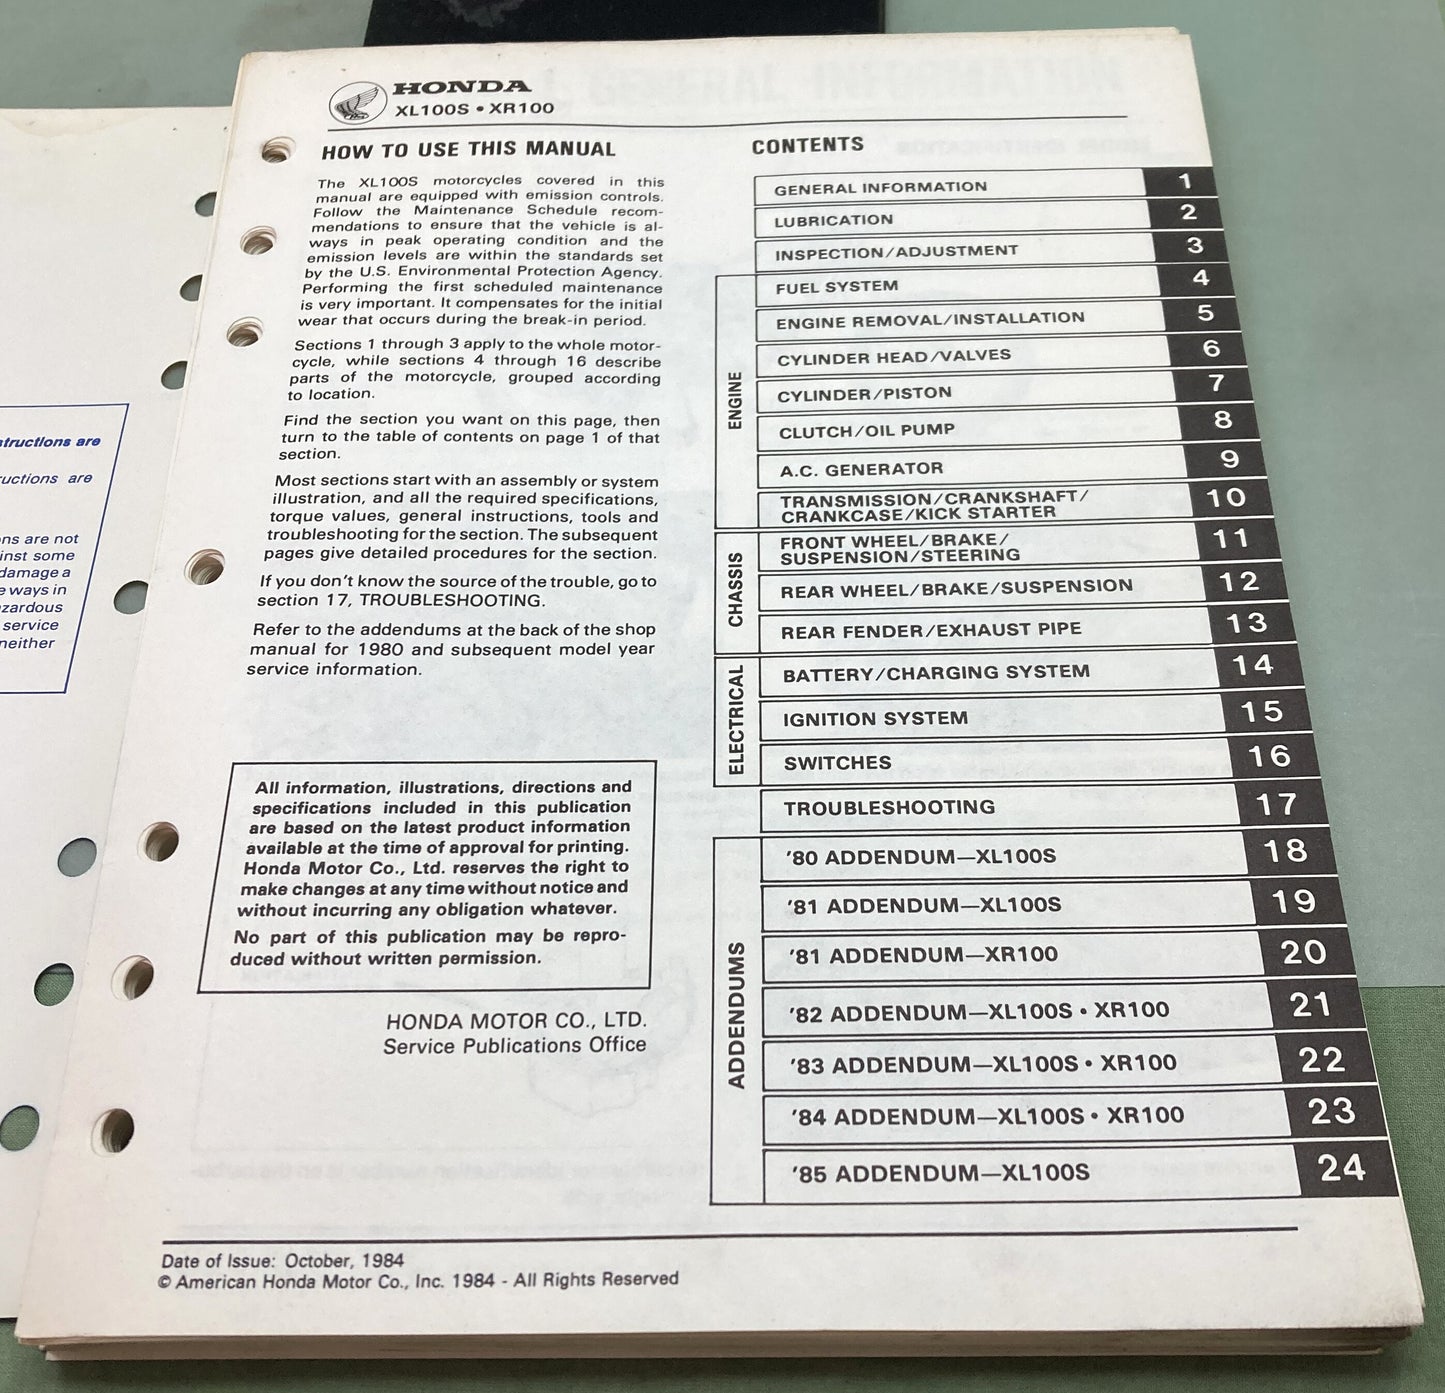 structions are
uctions are
ns are not
inst some
damage a
e ways in
zardous
service
neither
HONDA
XL100S • XR100
HOW TO USE THIS MANUAL
The XL100S motorcycles covered in this
manual are equipped with emission controls.
Follow the Maintenance Schedule recom-
mendations to ensure that the vehicle is al-
ways in peak operating condition and the
emission levels are within the standards set
by the U.S. Environmental Protection Agency.
Performing the first scheduled maintenance
is very important. It compensates for the initial
wear that occurs during the break-in period.
Sections 1 through 3 apply to the whole motor-
cycle, while sections 4 through 16 describe
parts of the motorcycle, grouped according
to location.
Find the section you want on this page, then
turn to the table of contents on page 1 of that
section.
Most sections start with an assembly or system
illustration, and all the required specifications,
torque values, general instructions, tools and
troubleshooting for the section. The subsequent
pages give detailed procedures for the section.
If you don't know the source of the trouble, go to
section 17, TROUBLESHOOTING.
Refer to the addendums at the back of the shop
manual for 1980 and subsequent model year
service information.
All information, illustrations, directions and
specifications included in this publication
are based on the latest product information
available at the time of approval for printing.
Honda Motor Co., Ltd. reserves the right to
make changes at any time without notice and
without incurring any obligation whatever.
No part of this publication may be repro-
duced without written permission.
HONDA MOTOR CO., LTD.
Service Publications Office
CONTENTS
GENERAL INFORMATION 1
LUBRICATION 2
INSPECTION/ADJUSTMENT 3
ENGINE
FUEL SYSTEM 4
ENGINE REMOVAL/INSTALLATION 5
CYLINDER HEAD/VALVES 6
CYLINDER/PISTON 7
CLUTCH/OIL PUMP 8
A.C. GENERATOR 9
TRANSMISSION/CRANKSHAFT/
CRANKCASE/KICK STARTER 10
CHASSIS
FRONT WHEEL/BRAKE/
SUSPENSION/STEERING 11
REAR WHEEL/BRAKE/SUSPENSION 12
REAR FENDER/EXHAUST PIPE 13
ELECTRICAL
BATTERY/CHARGING SYSTEM 14
IGNITION SYSTEM 15
SWITCHES 16
TROUBLESHOOTING 17
ADDENDUMS
'80 ADDENDUM—XL100S 18
'81 ADDENDUM—XL100S 19
'81 ADDENDUM—XR100 20
'82 ADDENDUM—XL100S • XR100 21
'83 ADDENDUM—XL100S • XR100 22
'84 ADDENDUM—XL100S • XR100 23
'85 ADDENDUM—XL100S 24
Date of Issue: October, 1984
© American Honda Motor Co., Inc. 1984 - All Rights Reserved